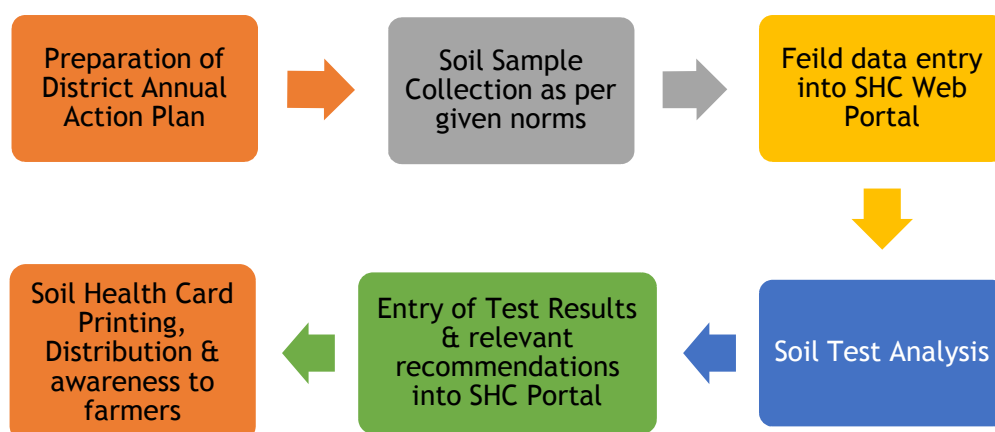 Preparation of
District Annual
Action Plan
Soil Sample
Collection as per
given norms
Feild data entry
into SHC Web
Portal
Soil Test Analysis
Entry of Test Results
& relevant
recommendations
into SHC Portal
Soil Health Card
Printing,
Distribution &
awareness to
farmers